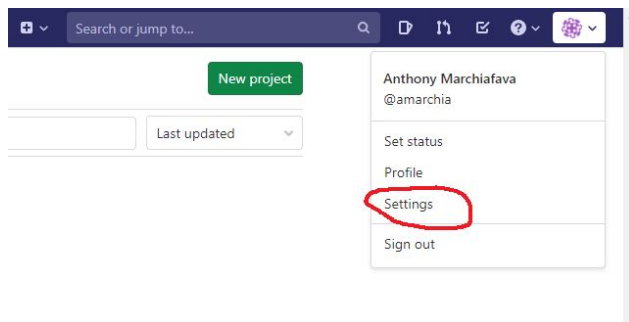 Search or jump to...
New project
Last updated
Anthony Marchiafava
@amarchia
Set status
Profile
Settings
Sign out